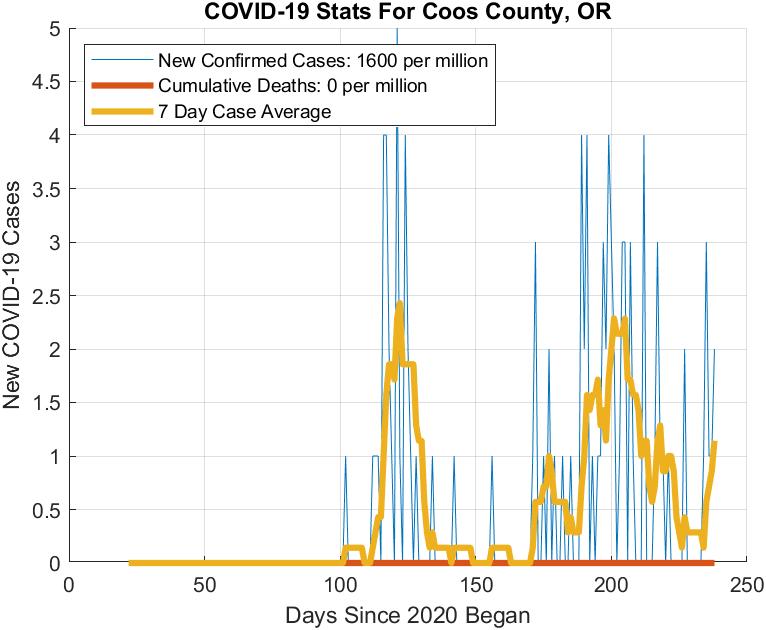 COVID-19 Stats For Coos County, OR
New Confirmed Cases: 1600 per million
Cumulative Deaths: 0 per million
7 Day Case Average
New COVID-19 Cases
5
4.5
4
3.5
3
2.5
2
1.5
1
0.5
0
0 50 100 150 200 250
Days Since 2020 Began